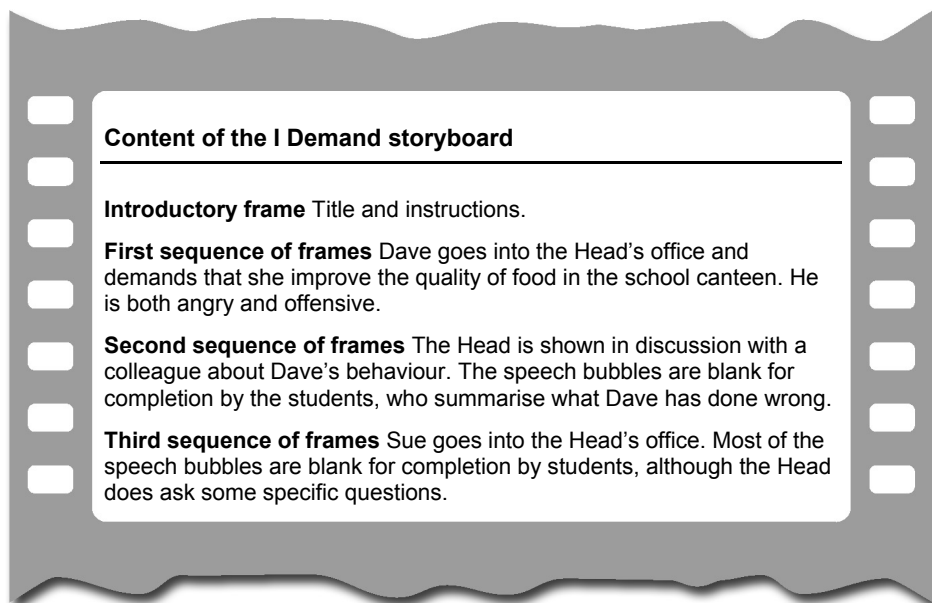 Content of the I Demand storyboard
Introductory frame Title and instructions.
First sequence of frames Dave goes into the Head’s office and
demands that she improve the quality of food in the school canteen. He
is both angry and offensive.
Second sequence of frames The Head is shown in discussion with a
colleague about Dave’s behaviour. The speech bubbles are blank for
completion by the students, who summarise what Dave has done wrong.
Third sequence of frames Sue goes into the Head’s office. Most of the
speech bubbles are blank for completion by students, although the Head
does ask some specific questions.